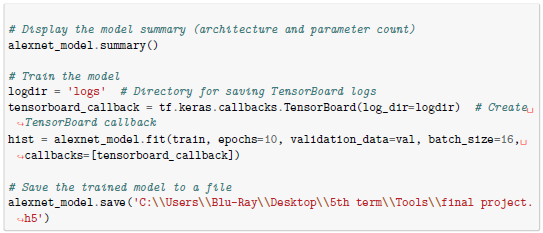 # Display the model summary (architecture and parameter count)
alexnet_model.summary()
# Train the model
logdir = 'logs'  # Directory for saving TensorBoard logs
tensorboard_callback = tf.keras.callbacks.TensorBoard(log_dir=logdir)  # Create␣
↪TensorBoard callback
hist = alexnet_model.fit(train, epochs=10, validation_data=val, batch_size=16,␣
↪callbacks=[tensorboard_callback])
# Save the trained model to a file
alexnet_model.save('C:\\Users\\Blu-Ray\\Desktop\\5th term\\Tools\\final project.
↪h5')